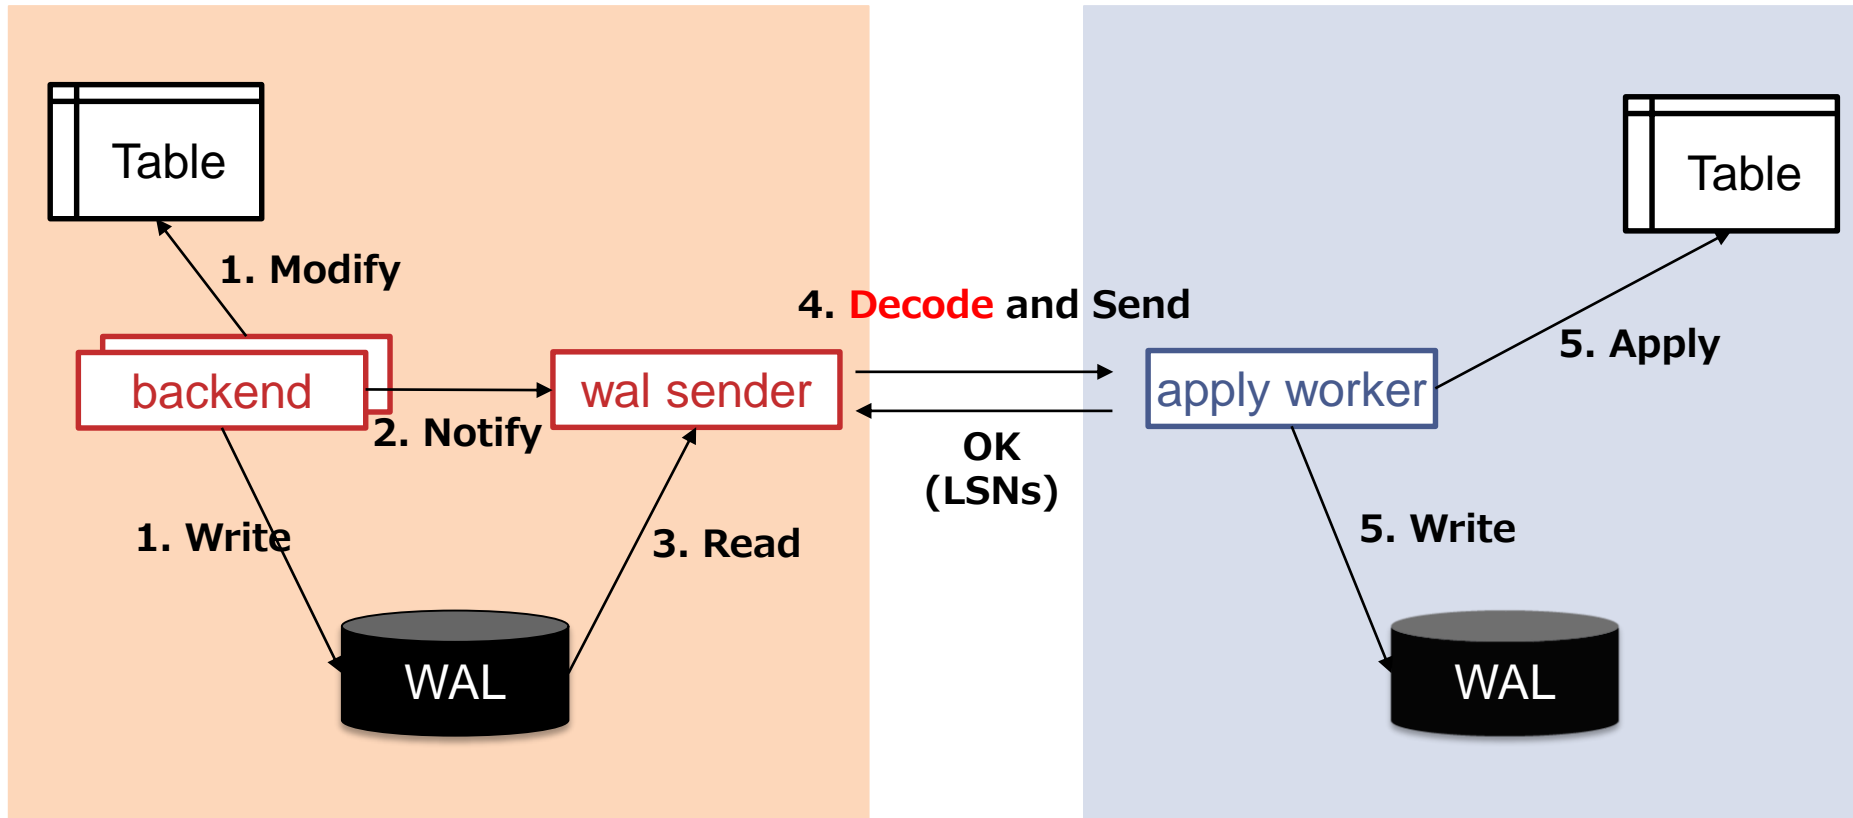 Table
Table
1. Modify
4. Decode and Send
5. Apply
backend
wal sender
apply worker
2. Notify
OK
(LSNs)
1. Write
3. Read
5. Write
WAL
WAL